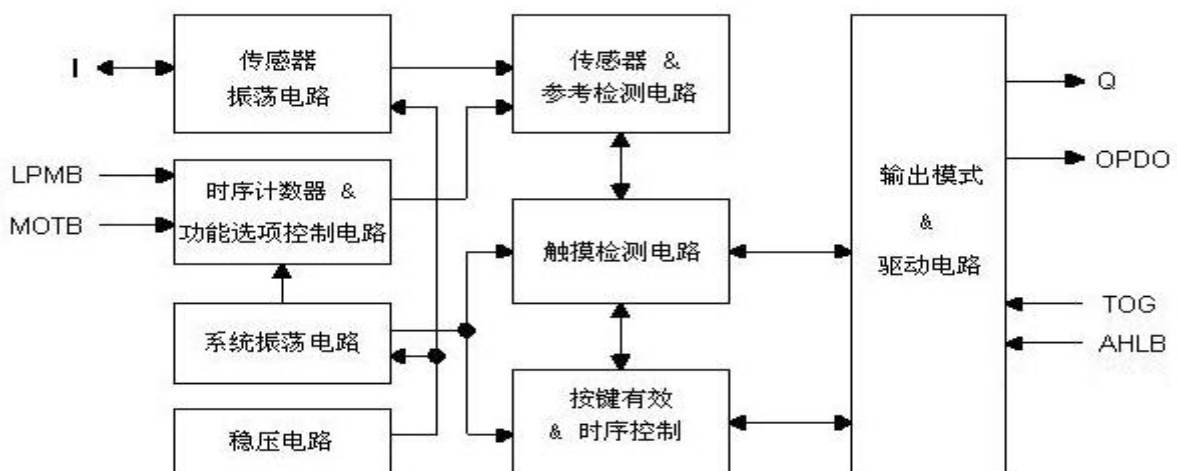 I
传感器
振荡电路
传感器 &
参考检测电路
Q
LPMB
MOTB
时序计数器 &
功能选项控制电路
OPDO
输出模式
&
驱动电路
触摸检测电路
系统振荡电路
TOG
AHLB
按键有效
& 时序控制
稳压电路